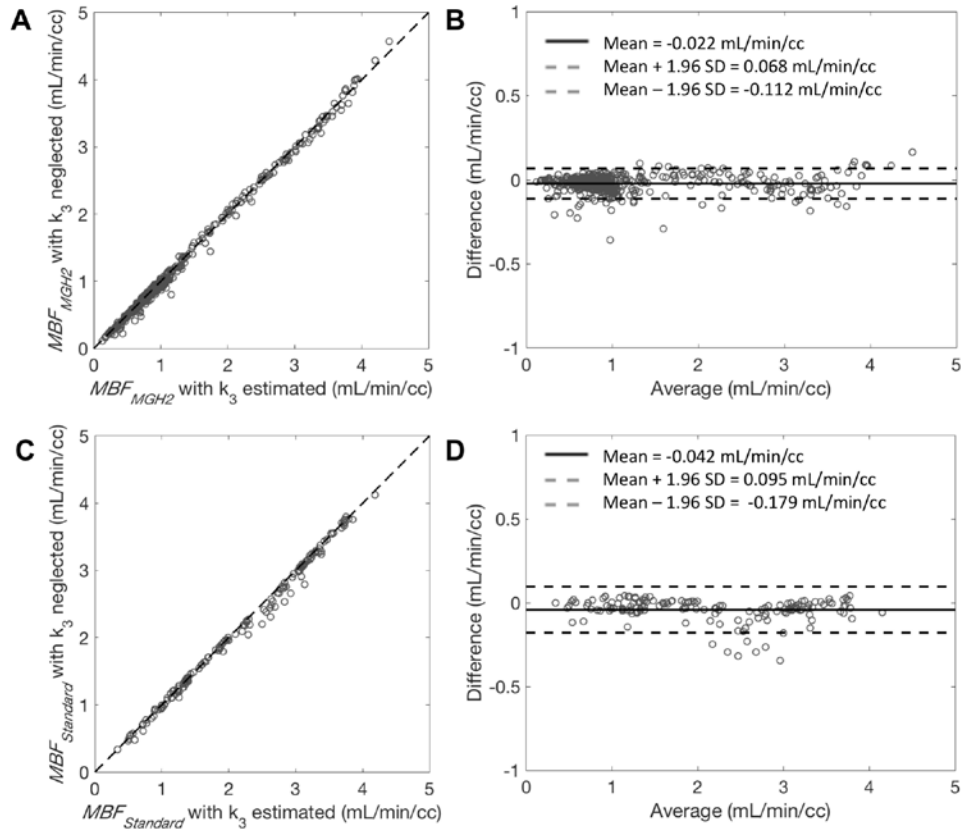 A
MBF_MGH2 with k_3 neglected (mL/min/cc)
5
4
3
2
1
0
0 1 2 3 4 5
MBF_MGH2 with k_3 estimated (mL/min/cc)
B
Difference (mL/min/cc)
1
0.5
0
-0.5
-1
Mean = -0.022 mL/min/cc
Mean + 1.96 SD = 0.068 mL/min/cc
Mean – 1.96 SD = -0.112 mL/min/cc
0 1 2 3 4 5
Average (mL/min/cc)
C
MBF_Standard with k_3 neglected (mL/min/cc)
5
4
3
2
1
0
0 1 2 3 4 5
MBF_Standard with k_3 estimated (mL/min/cc)
D
Difference (mL/min/cc)
1
0.5
0
-0.5
-1
Mean = -0.042 mL/min/cc
Mean + 1.96 SD = 0.095 mL/min/cc
Mean – 1.96 SD = -0.179 mL/min/cc
0 1 2 3 4 5
Average (mL/min/cc)